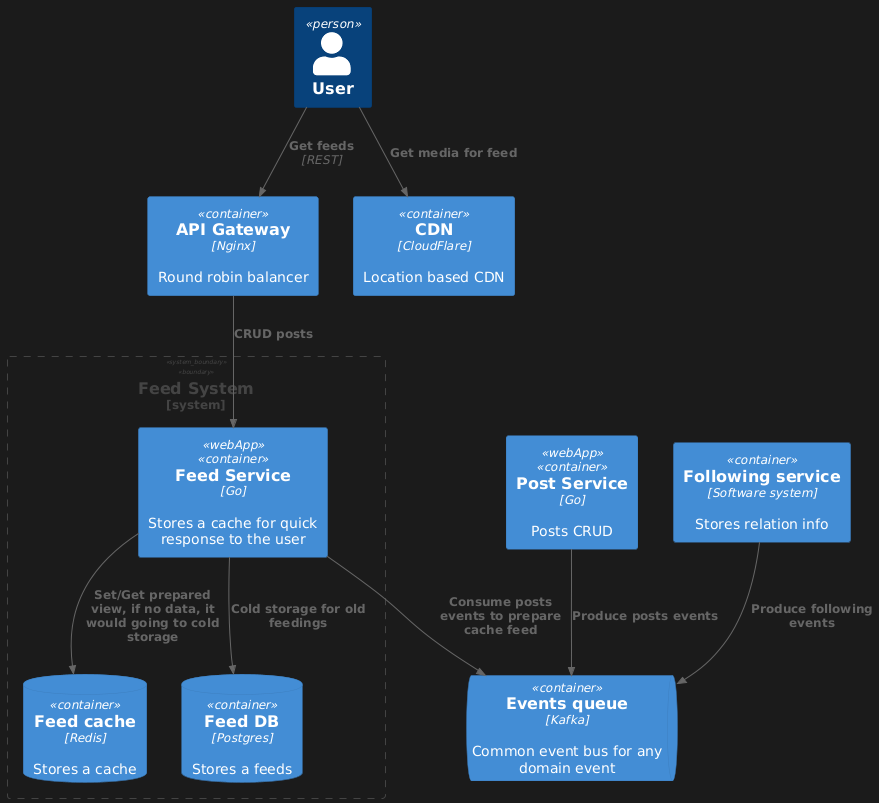 «person»
User
Get feeds
[REST]
Get media for feed
«container»
API Gateway
[Nginx]
Round robin balancer
«container»
CDN
[CloudFlare]
Location based CDN
CRUD posts
«system_boundary»
«boundary»
Feed System
[system]
«webApp»
«container»
Feed Service
[Go]
Stores a cache for quick
response to the user
«webApp»
«container»
Post Service
[Go]
Posts CRUD
«container»
Following service
[Software system]
Stores relation info
Set/Get prepared
view, if no data, it
would going to cold
storage
Cold storage for old
feedings
Consume posts
events to prepare
cache feed
Produce posts events
Produce following
events
«container»
Feed cache
[Redis]
Stores a cache
«container»
Feed DB
[Postgres]
Stores a feeds
«container»
Events queue
[Kafka]
Common event bus for any
domain event